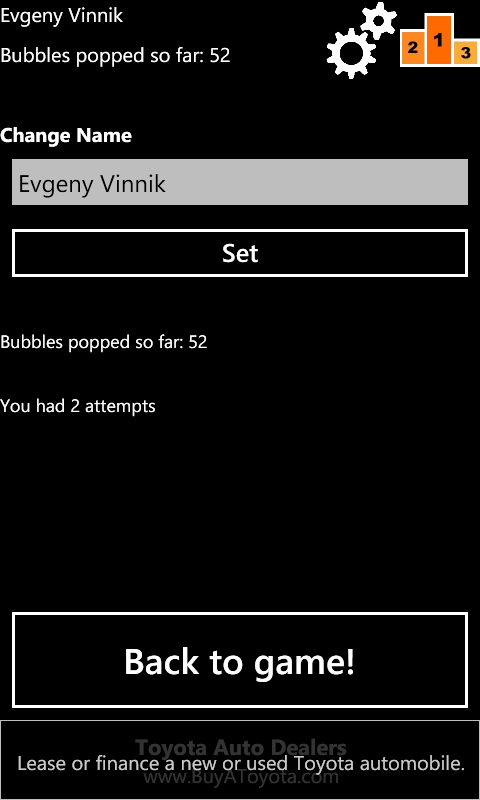 Evgeny Vinnik
Bubbles popped so far: 52
2 1 3
Change Name
Evgeny Vinnik
Set
Bubbles popped so far: 52
You had 2 attempts
Back to game!
Toyota Auto Dealers
Lease or finance a new or used Toyota automobile.
www.BuyAToyota.com